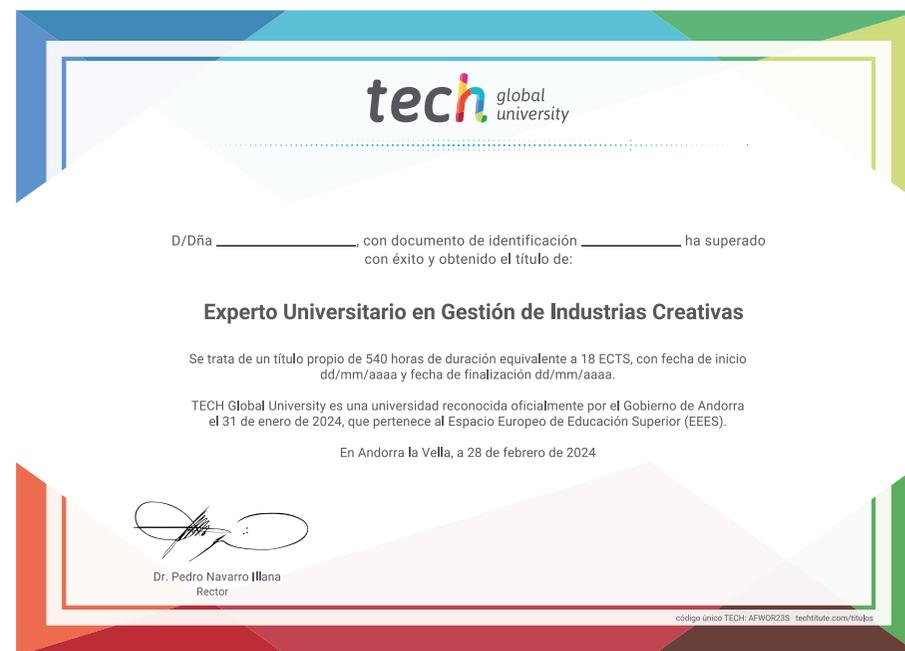 tech global university
D/Dña ____________, con documento de identificación ____________ ha superado
con éxito y obtenido el título de:
Experto Universitario en Gestión de Industrias Creativas
Se trata de un título propio de 540 horas de duración equivalente a 18 ECTS, con fecha de inicio
dd/mm/aaaa y fecha de finalización dd/mm/aaaa.
TECH Global University es una universidad reconocida oficialmente por el Gobierno de Andorra
el 31 de enero de 2024, que pertenece al Espacio Europeo de Educación Superior (EEES).
En Andorra la Vella, a 28 de febrero de 2024
Dr. Pedro Navarro Illana
Rector
código único TECH: AFWOR23S techtitute.com/titulos